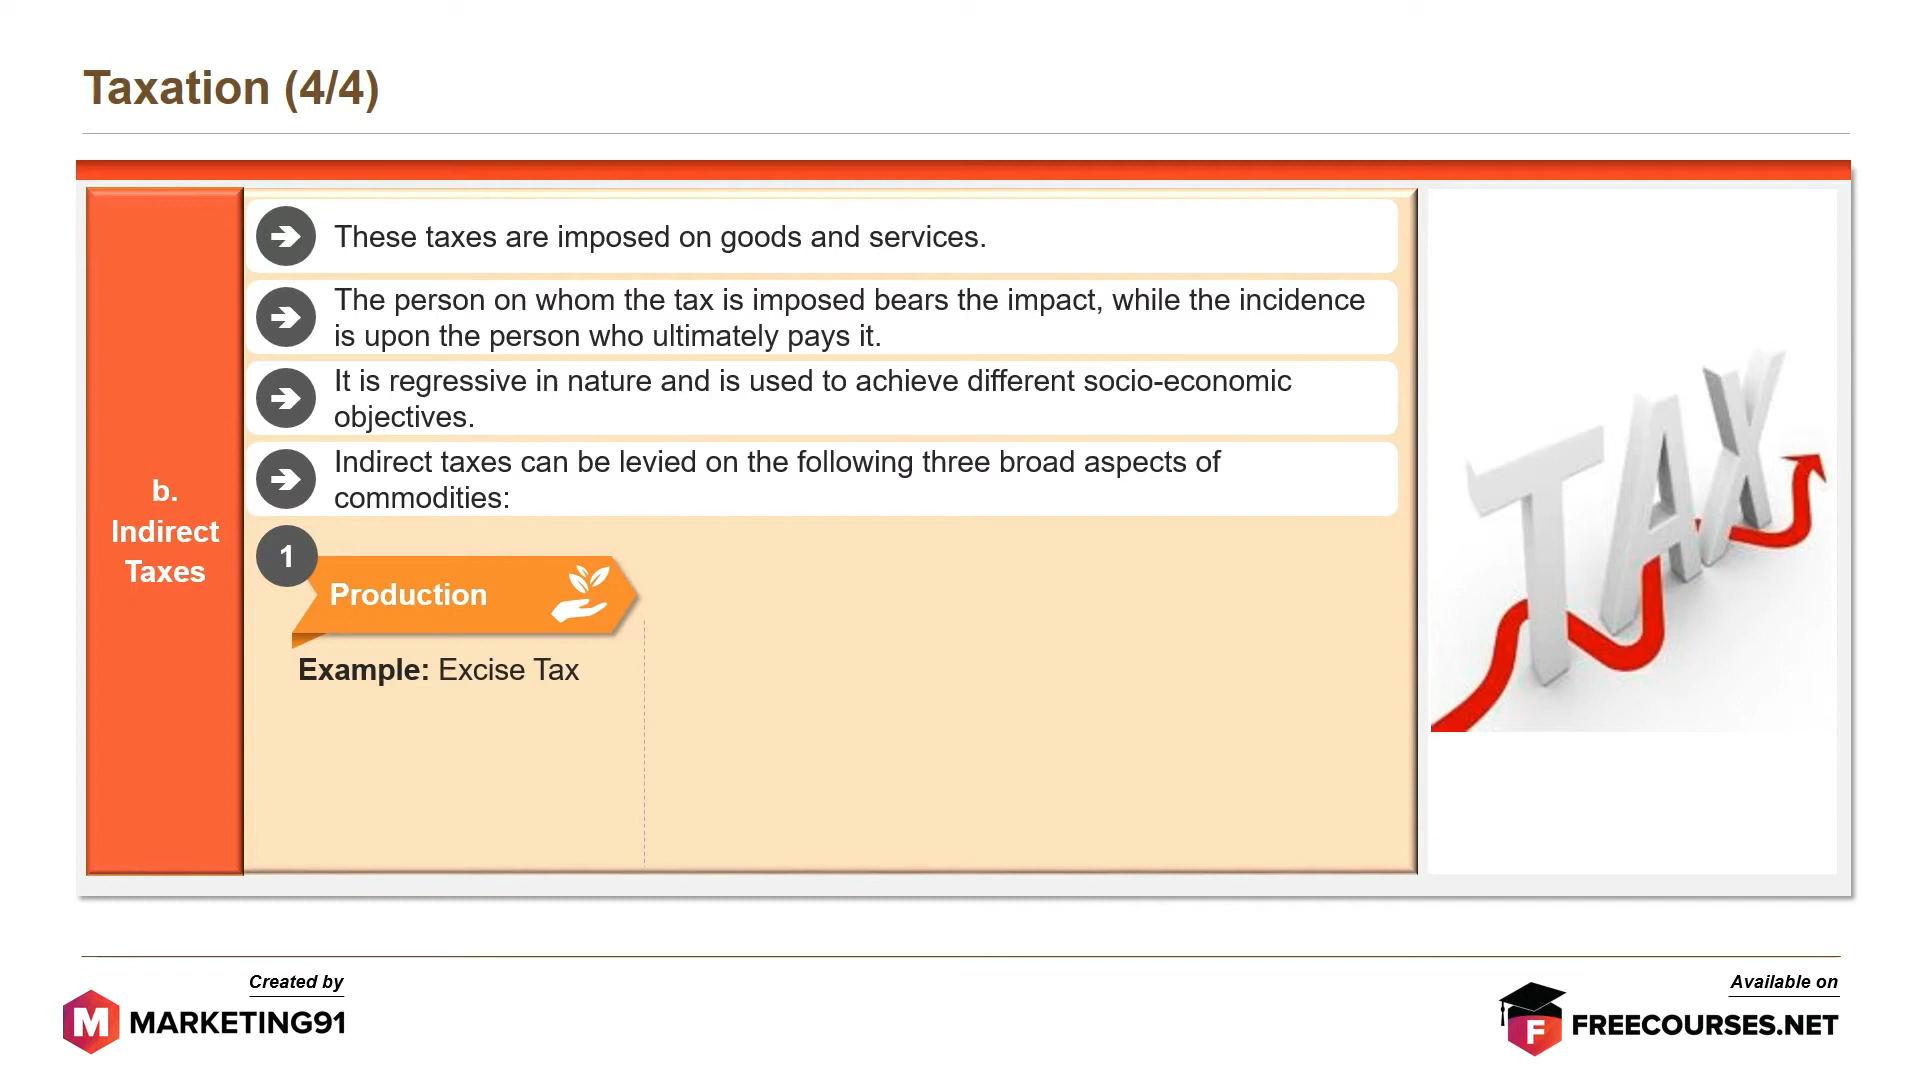 Taxation (4/4)
b.
Indirect
Taxes
These taxes are imposed on goods and services.
The person on whom the tax is imposed bears the impact, while the incidence
is upon the person who ultimately pays it.
It is regressive in nature and is used to achieve different socio-economic
objectives.
Indirect taxes can be levied on the following three broad aspects of
commodities:
1
Production
Example: Excise Tax
TAX
Created by
M MARKETING91
Available on
F FREECOURSES.NET